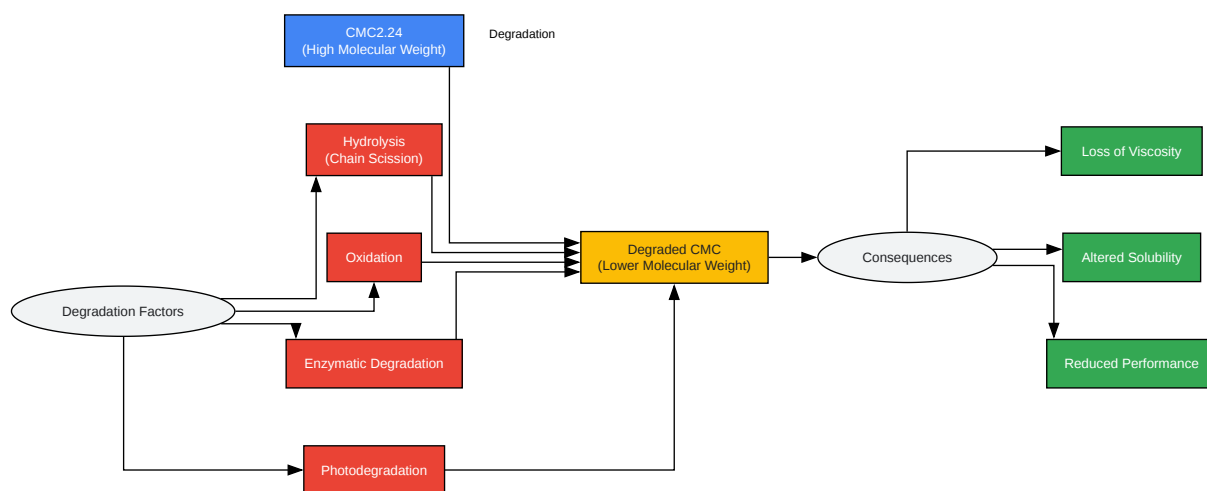 CMC2.24
(High Molecular Weight)
Degradation
Hydrolysis
(Chain Scission)
Loss of Viscosity
Oxidation
Degraded CMC
(Lower Molecular Weight)
Consequences
Altered Solubility
Degradation Factors
Enzymatic Degradation
Reduced Performance
Photodegradation